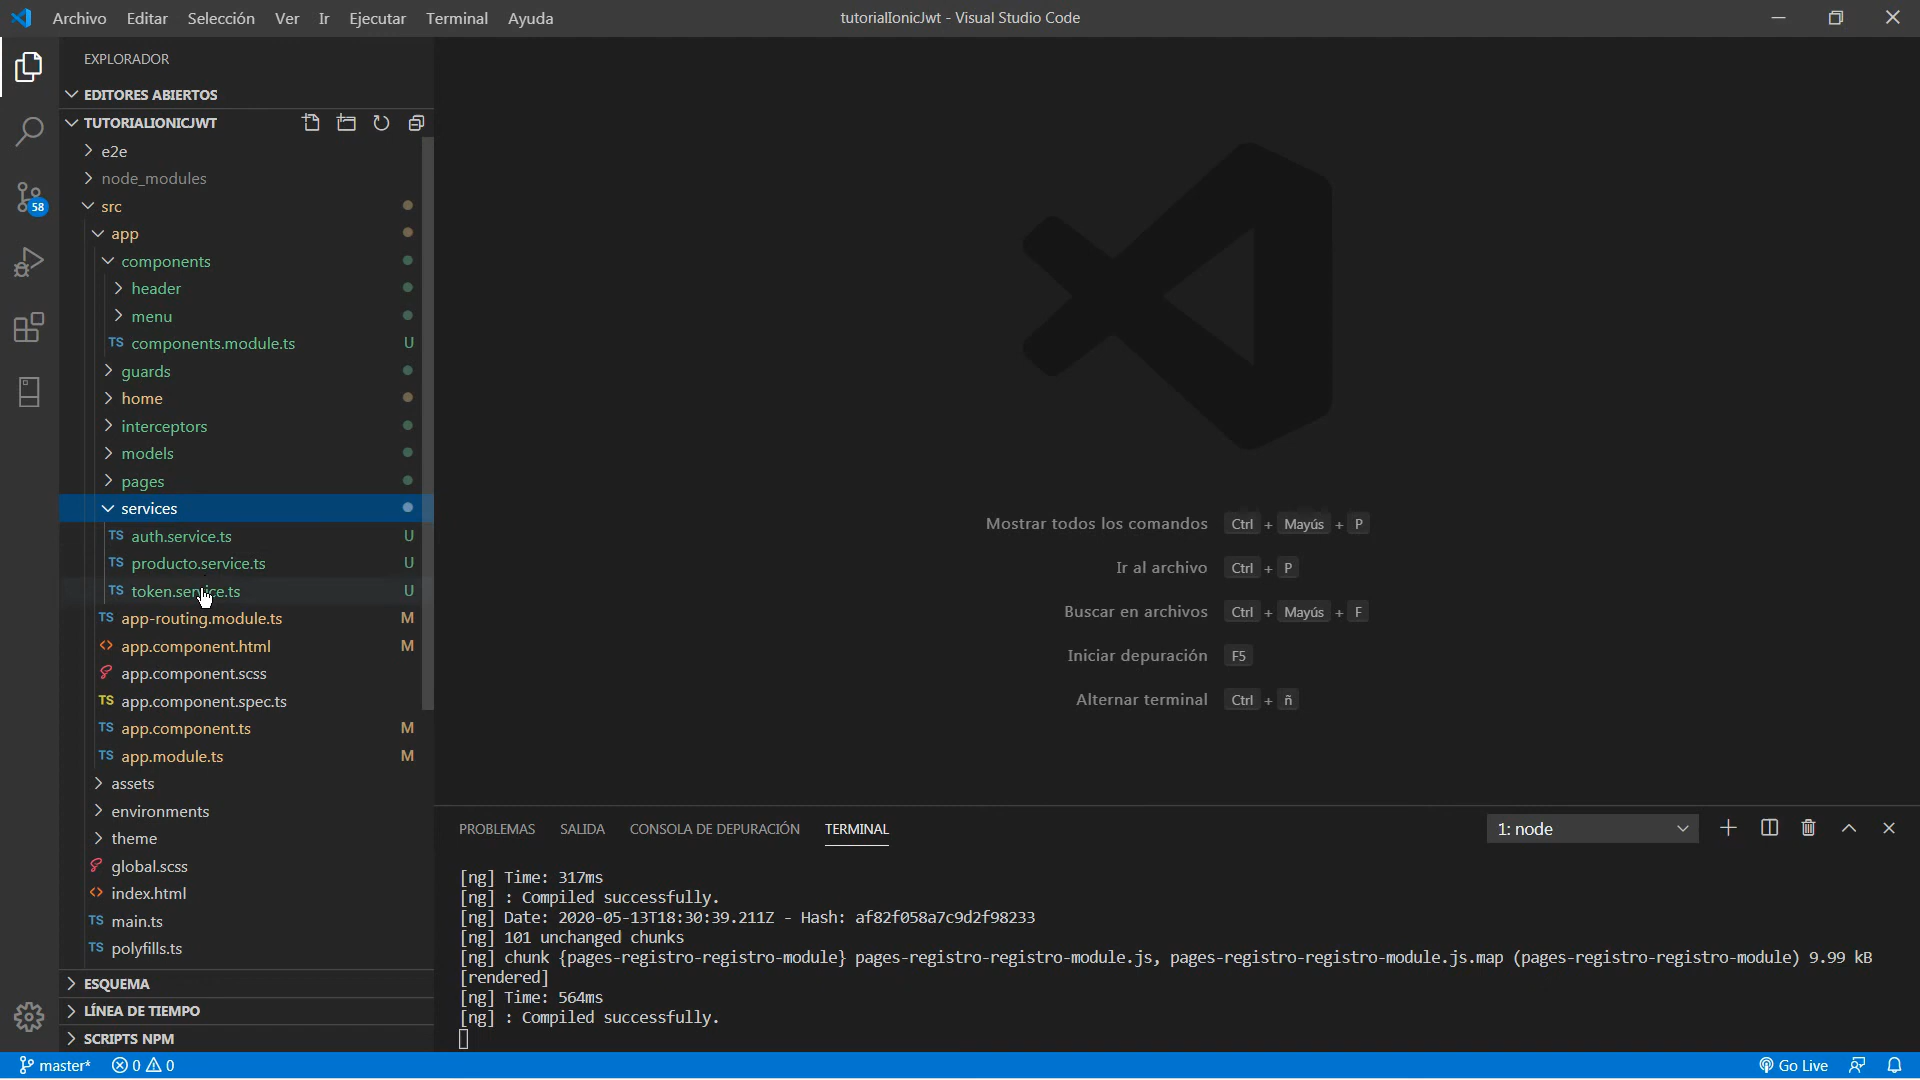 Archivo Editar Selección Ver Ir Ejecutar Terminal Ayuda tutorialIonicJwt - Visual Studio Code
EXPLORADOR
EDITORES ABIERTOS
TUTORIALIONICJWT
e2e
node_modules
58
src
app
components
header
menu
TS components.module.ts U
guards
home
interceptors
models
pages
services
TS auth.service.ts U
TS producto.service.ts U
TS token.service.ts U
TS app-routing.module.ts M
<> app.component.html M
app.component.scss
TS app.component.spec.ts
TS app.component.ts M
TS app.module.ts M
assets
environments
theme
global.scss
<> index.html
TS main.ts
TS polyfills.ts
ESQUEMA
LÍNEA DE TIEMPO
SCRIPTS NPM
Mostrar todos los comandos Ctrl + Mayús + P
Ir al archivo Ctrl + P
Buscar en archivos Ctrl + Mayús + F
Iniciar depuración F5
Alternar terminal Ctrl + ñ
PROBLEMAS SALIDA CONSOLA DE DEPURACIÓN TERMINAL 1: node
[ng] Time: 317ms
[ng] : Compiled successfully.
[ng] Date: 2020-05-13T18:30:39.211Z - Hash: af82f058a7c9d2f98233
[ng] 101 unchanged chunks
[ng] chunk {pages-registro-registro-module} pages-registro-registro-module.js, pages-registro-registro-module.js.map (pages-registro-registro-module) 9.99 kB
[rendered]
[ng] Time: 564ms
[ng] : Compiled successfully.
master* 0 0 Go Live